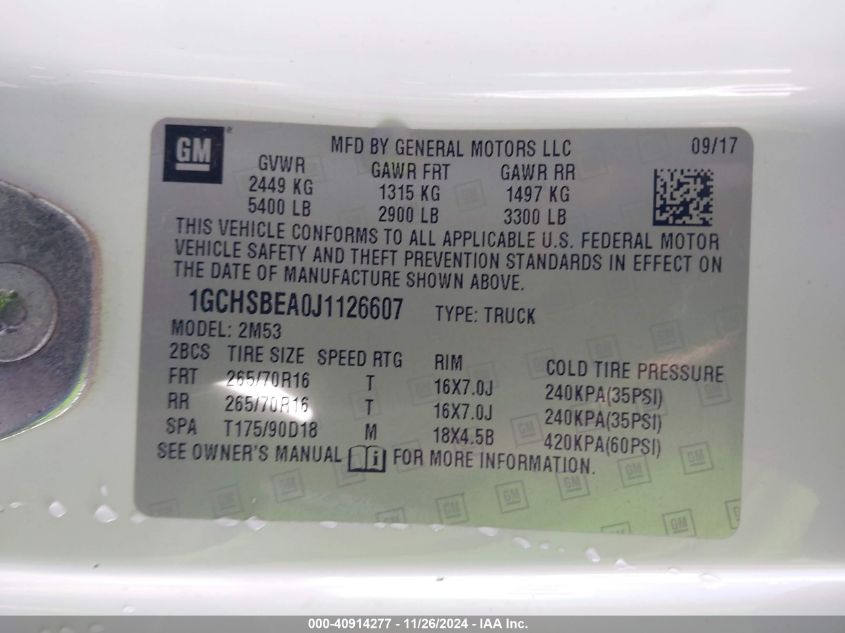 GM ® MFD BY GENERAL MOTORS LLC 09/17
GVWR GAWR FRT GAWR RR
2449 KG 1315 KG 1497 KG
5400 LB 2900 LB 3300 LB
THIS VEHICLE CONFORMS TO ALL APPLICABLE U.S. FEDERAL MOTOR
VEHICLE SAFETY AND THEFT PREVENTION STANDARDS IN EFFECT ON
THE DATE OF MANUFACTURE SHOWN ABOVE.
1GCHSBEA0J1126607 TYPE: TRUCK
MODEL: 2M53
2BCS TIRE SIZE SPEED RTG RIM COLD TIRE PRESSURE
FRT 265/70R16 T 16X7.0J 240KPA(35PSI)
RR 265/70R16 T 16X7.0J 240KPA(35PSI)
SPA T175/90D18 M 18X4.5B 420KPA(60PSI)
SEE OWNER'S MANUAL FOR MORE INFORMATION.
000-40914277 - 11/26/2024 - IAA Inc.